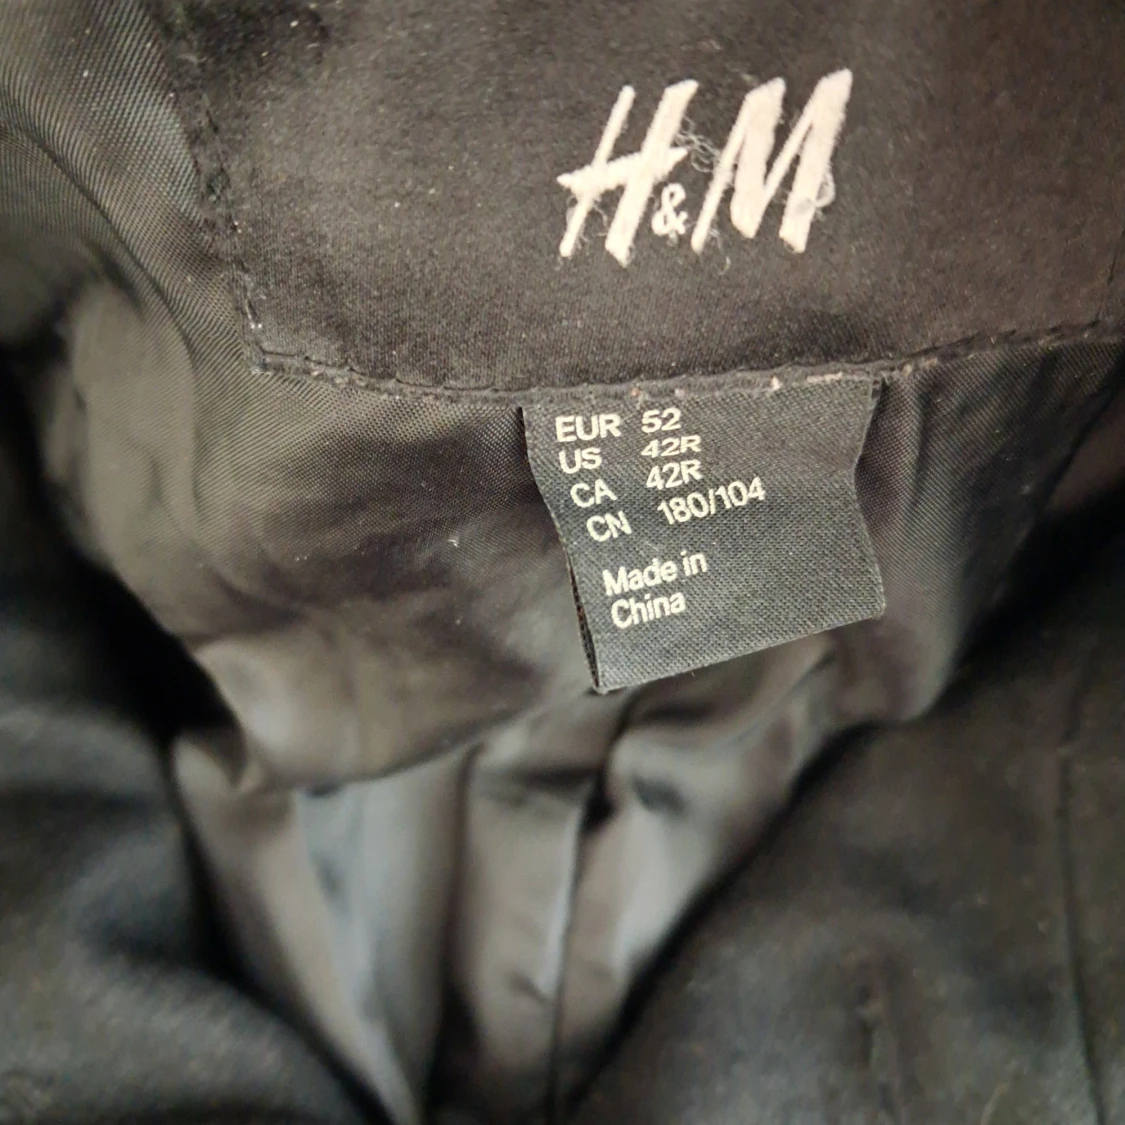 H&M
EUR 52
US 42R
CA 42R
CN 180/104
Made in
China